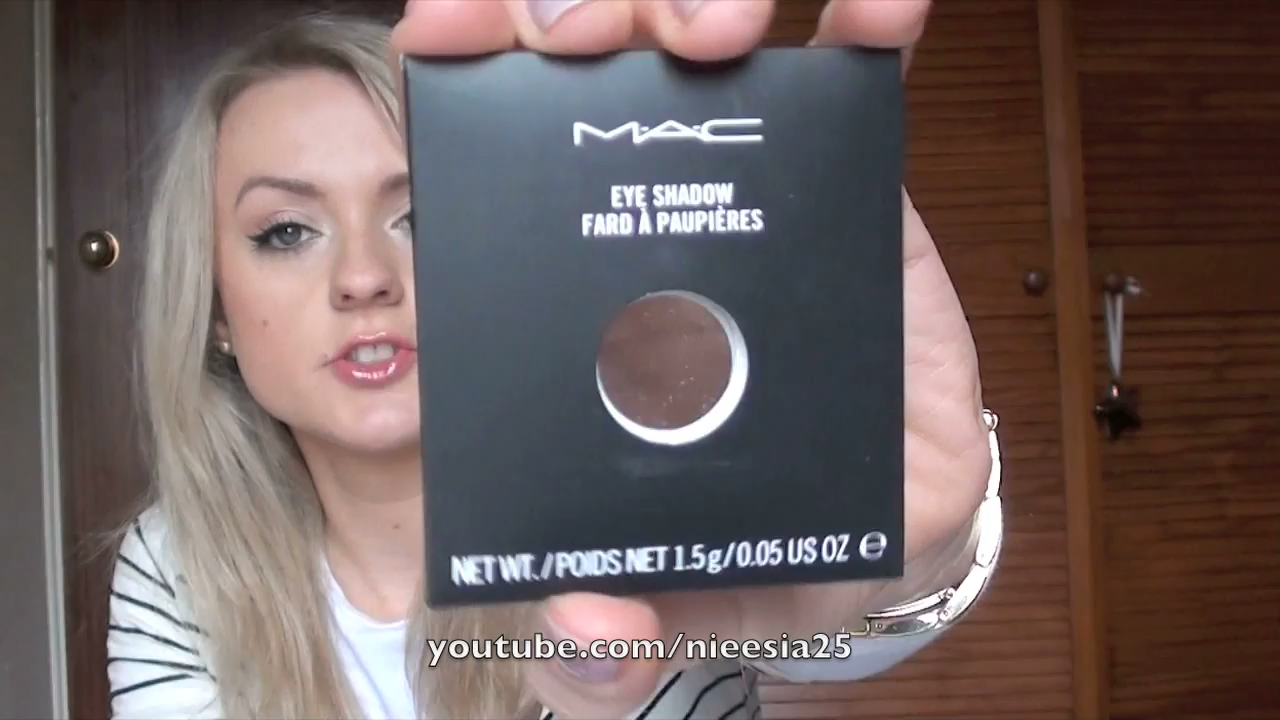 M·A·C
EYE SHADOW
FARD À PAUPIÈRES
NET WT./POIDS NET 1.5g/0.05 US OZ ℮
youtube.com/nieesia25